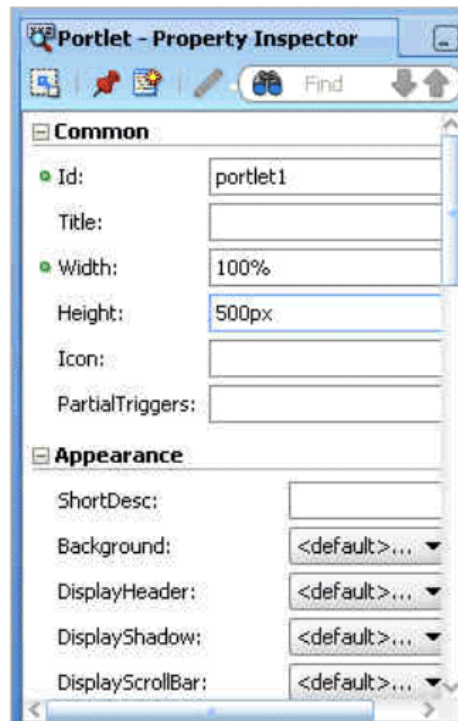 Portlet - Property Inspector
Find
Common
Id: portlet1
Title:
Width: 100%
Height: 500px
Icon:
PartialTriggers:
Appearance
ShortDesc:
Background: <default>...
DisplayHeader: <default>...
DisplayShadow: <default>...
DisplayScrollBar: <default>...